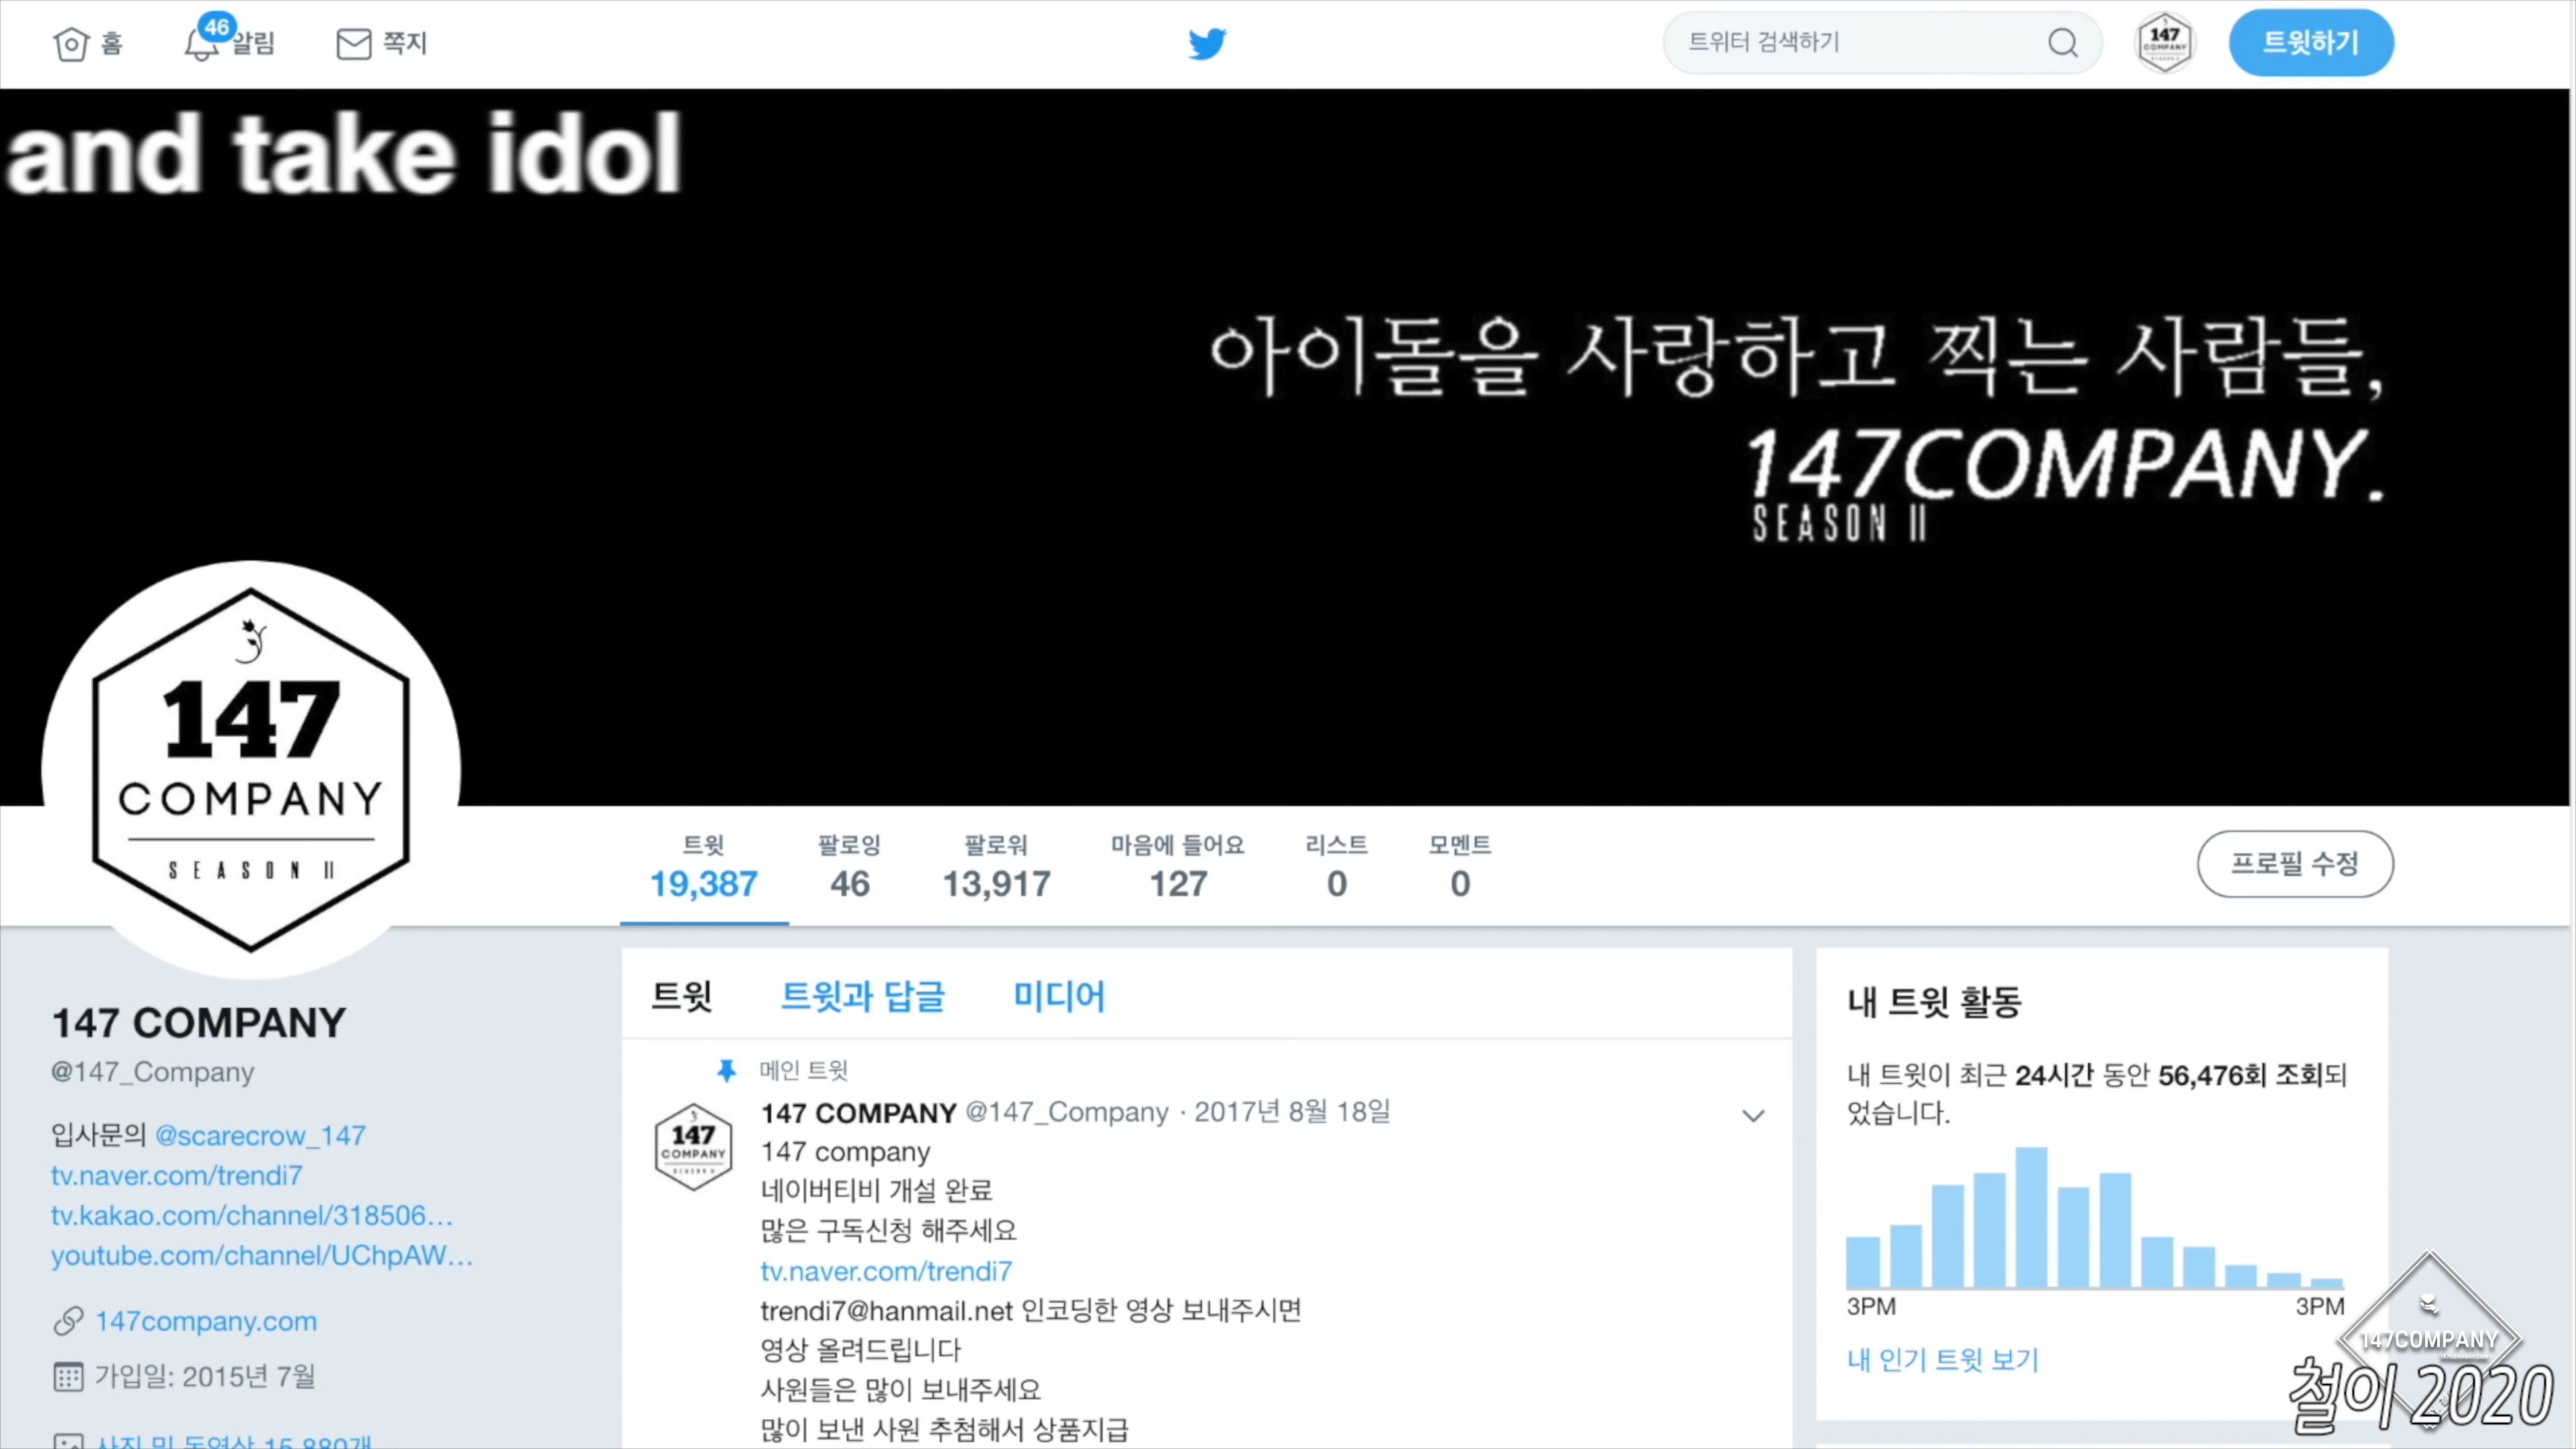 홈
46
알림
쪽지
트위터 검색하기
147
COMPANY
트윗하기
and take idol
아이돌을 사랑하고 찍는 사람들,
147COMPANY.
SEASON II
147
COMPANY
SEASON II
트윗 팔로잉 팔로워 마음에 들어요 리스트 모멘트
19,387 46 13,917 127 0 0
프로필 수정
147 COMPANY
@147_Company
입사문의 @scarecrow_147
tv.naver.com/trendi7
tv.kakao.com/channel/318506…
youtube.com/channel/UChpAW…
147company.com
가입일: 2015년 7월
사진 및 동영상 15,880개
트윗 트윗과 답글 미디어
메인 트윗
147 COMPANY @147_Company · 2017년 8월 18일
147
COMPANY
147 company
네이버티비 개설 완료
많은 구독신청 해주세요
tv.naver.com/trendi7
trendi7@hanmail.net 인코딩한 영상 보내주시면
영상 올려드립니다
사원들은 많이 보내주세요
많이 보낸 사원 추첨해서 상품지급
내 트윗 활동
내 트윗이 최근 24시간 동안 56,476회 조회되
었습니다.
3PM 3PM
내 인기 트윗 보기
147COMPANY
철이 2020